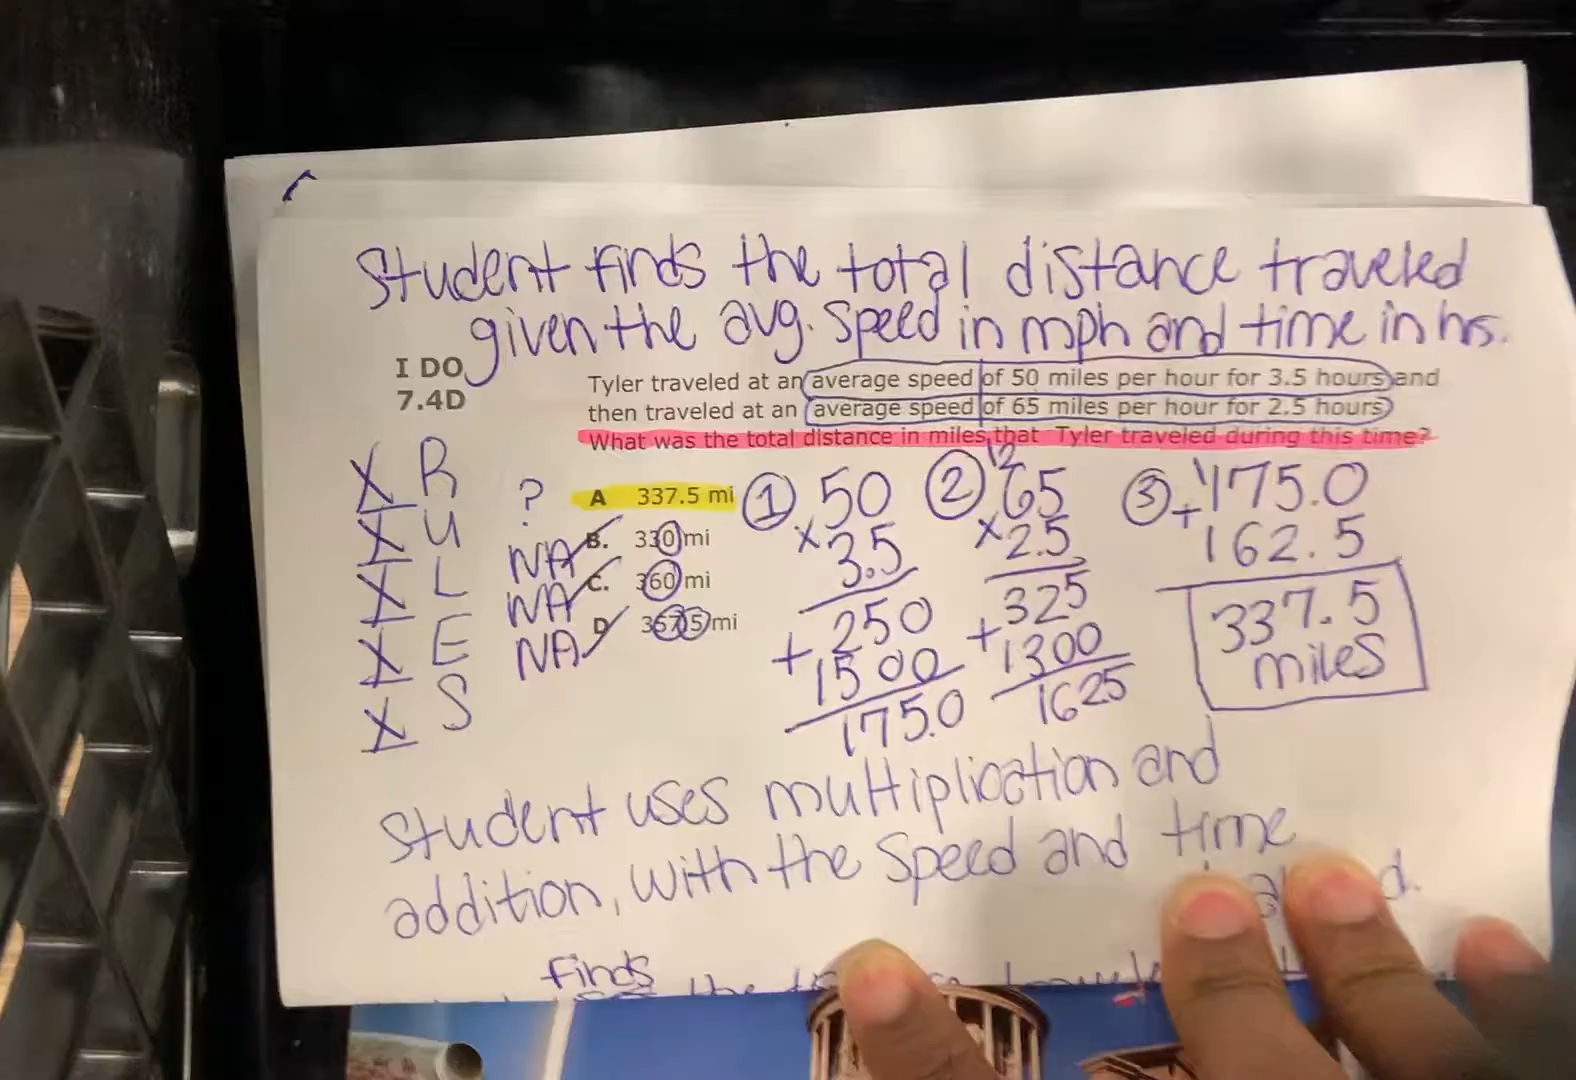 Student finds the total distance traveled
given the avg. speed in mph and time in hrs.
I DO
7.4D
Tyler traveled at an average speed of 50 miles per hour for 3.5 hours and
then traveled at an average speed of 65 miles per hour for 2.5 hours
What was the total distance in miles that Tyler traveled during this time?
X R
X U
X L
X E
X S
? A 337.5 mi
NA B. 330 mi
NA C. 360 mi
NA D 357.5 mi
① 50
x 3.5
250
+ 1500
175.0
② 12
65
x 2.5
325
+ 1300
1625
③ 1
175.0
+ 162.5
337.5
miles
Student uses multiplication and
addition, with the speed and time
finds
the